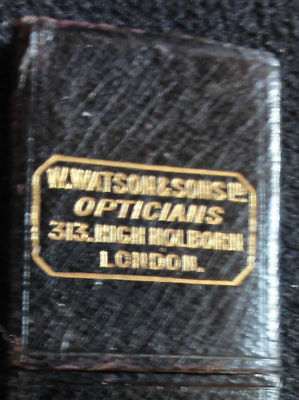 W. WATSON & SONS LD
OPTICIANS
313. HIGH HOLBORN
LONDON.